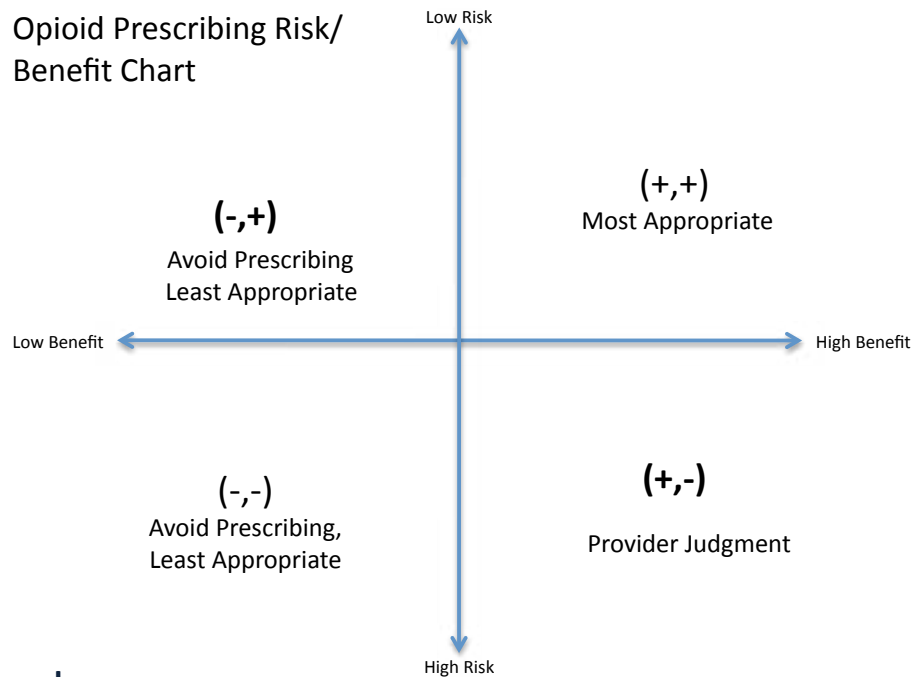 Opioid Prescribing Risk/
Benefit Chart
Low Risk
(-,+)
Avoid Prescribing
Least Appropriate
(+,+)
Most Appropriate
Low Benefit
High Benefit
(-,-)
Avoid Prescribing,
Least Appropriate
(+,-)
Provider Judgment
High Risk